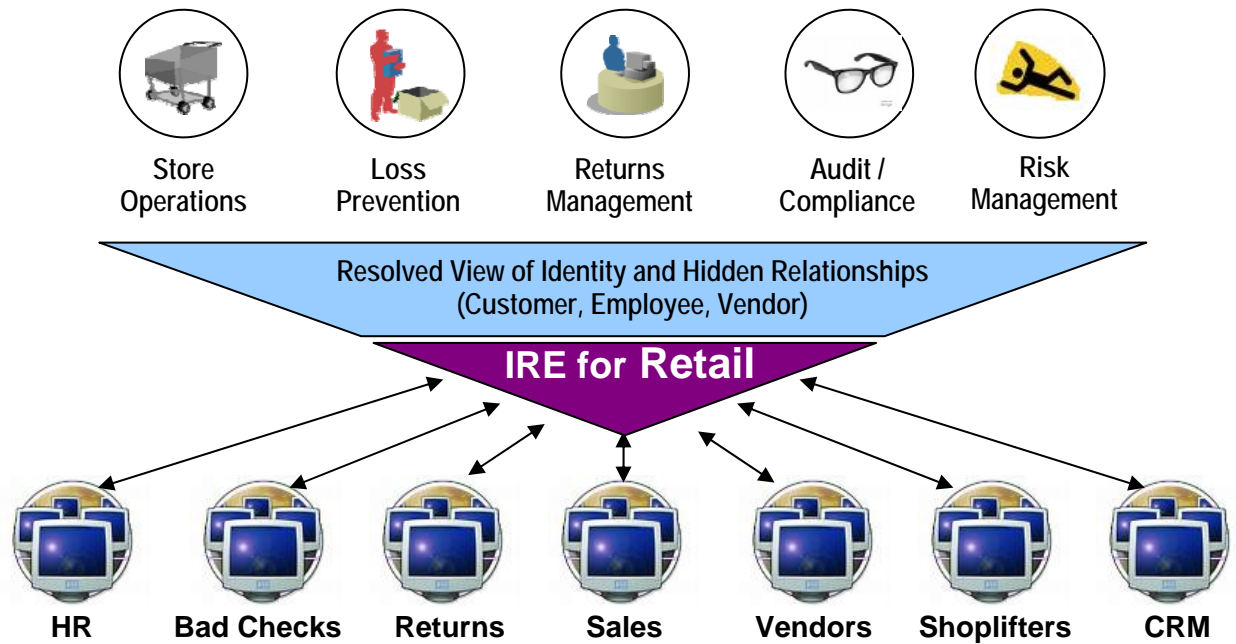 Store
Operations
Loss
Prevention
Returns
Management
Audit /
Compliance
Risk
Management
Resolved View of Identity and Hidden Relationships
(Customer, Employee, Vendor)
IRE for Retail
HR
Bad Checks
Returns
Sales
Vendors
Shoplifters
CRM